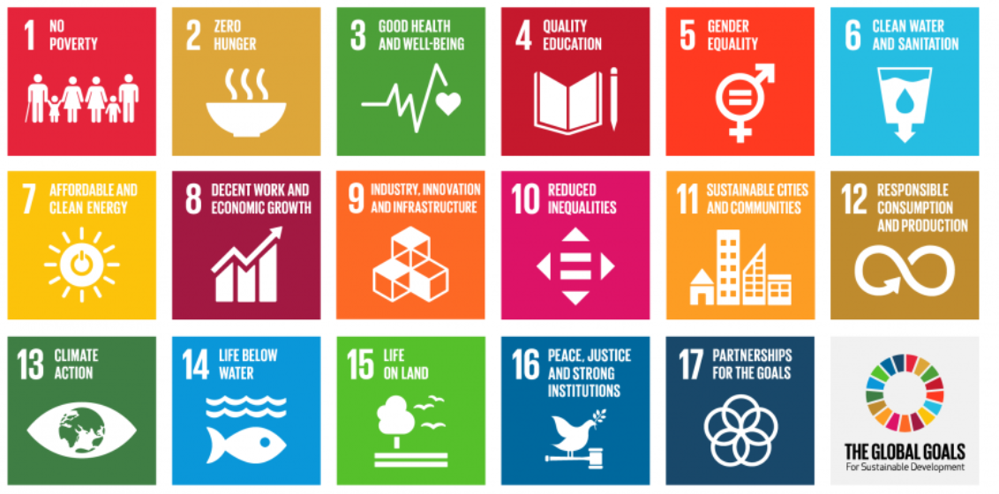 1 NO
POVERTY
2 ZERO
HUNGER
3 GOOD HEALTH
AND WELL-BEING
4 QUALITY
EDUCATION
5 GENDER
EQUALITY
6 CLEAN WATER
AND SANITATION
7 AFFORDABLE AND
CLEAN ENERGY
8 DECENT WORK AND
ECONOMIC GROWTH
9 INDUSTRY, INNOVATION
AND INFRASTRUCTURE
10 REDUCED
INEQUALITIES
11 SUSTAINABLE CITIES
AND COMMUNITIES
12 RESPONSIBLE
CONSUMPTION
AND PRODUCTION
13 CLIMATE
ACTION
14 LIFE BELOW
WATER
15 LIFE
ON LAND
16 PEACE, JUSTICE
AND STRONG
INSTITUTIONS
17 PARTNERSHIPS
FOR THE GOALS
THE GLOBAL GOALS
For Sustainable Development